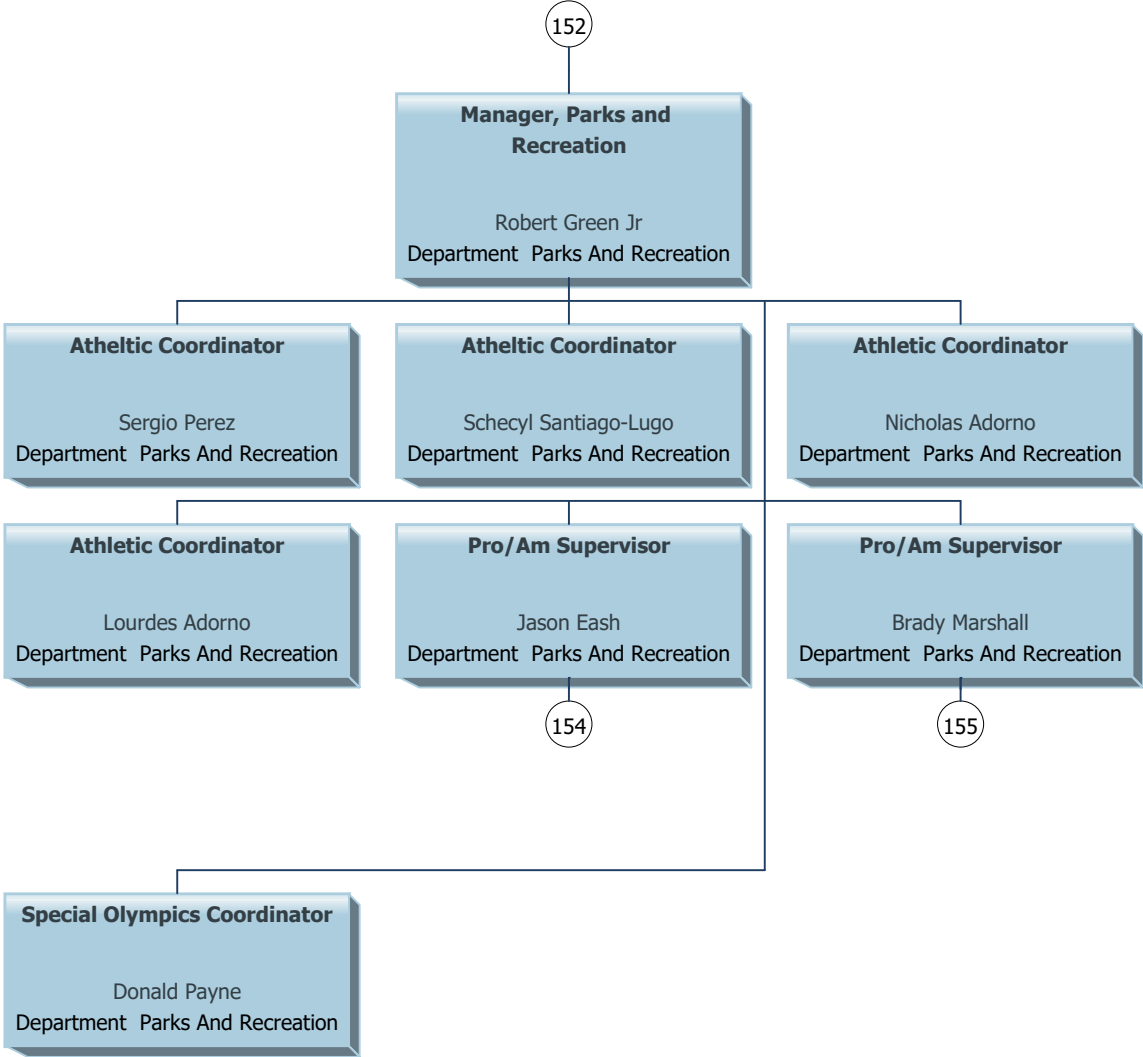 152
Manager, Parks and
Recreation
Robert Green Jr
Department  Parks And Recreation
Atheltic Coordinator
Sergio Perez
Department  Parks And Recreation
Atheltic Coordinator
Schecyl Santiago-Lugo
Department  Parks And Recreation
Athletic Coordinator
Nicholas Adorno
Department  Parks And Recreation
Athletic Coordinator
Lourdes Adorno
Department  Parks And Recreation
Pro/Am Supervisor
Jason Eash
Department  Parks And Recreation
154
Pro/Am Supervisor
Brady Marshall
Department  Parks And Recreation
155
Special Olympics Coordinator
Donald Payne
Department  Parks And Recreation